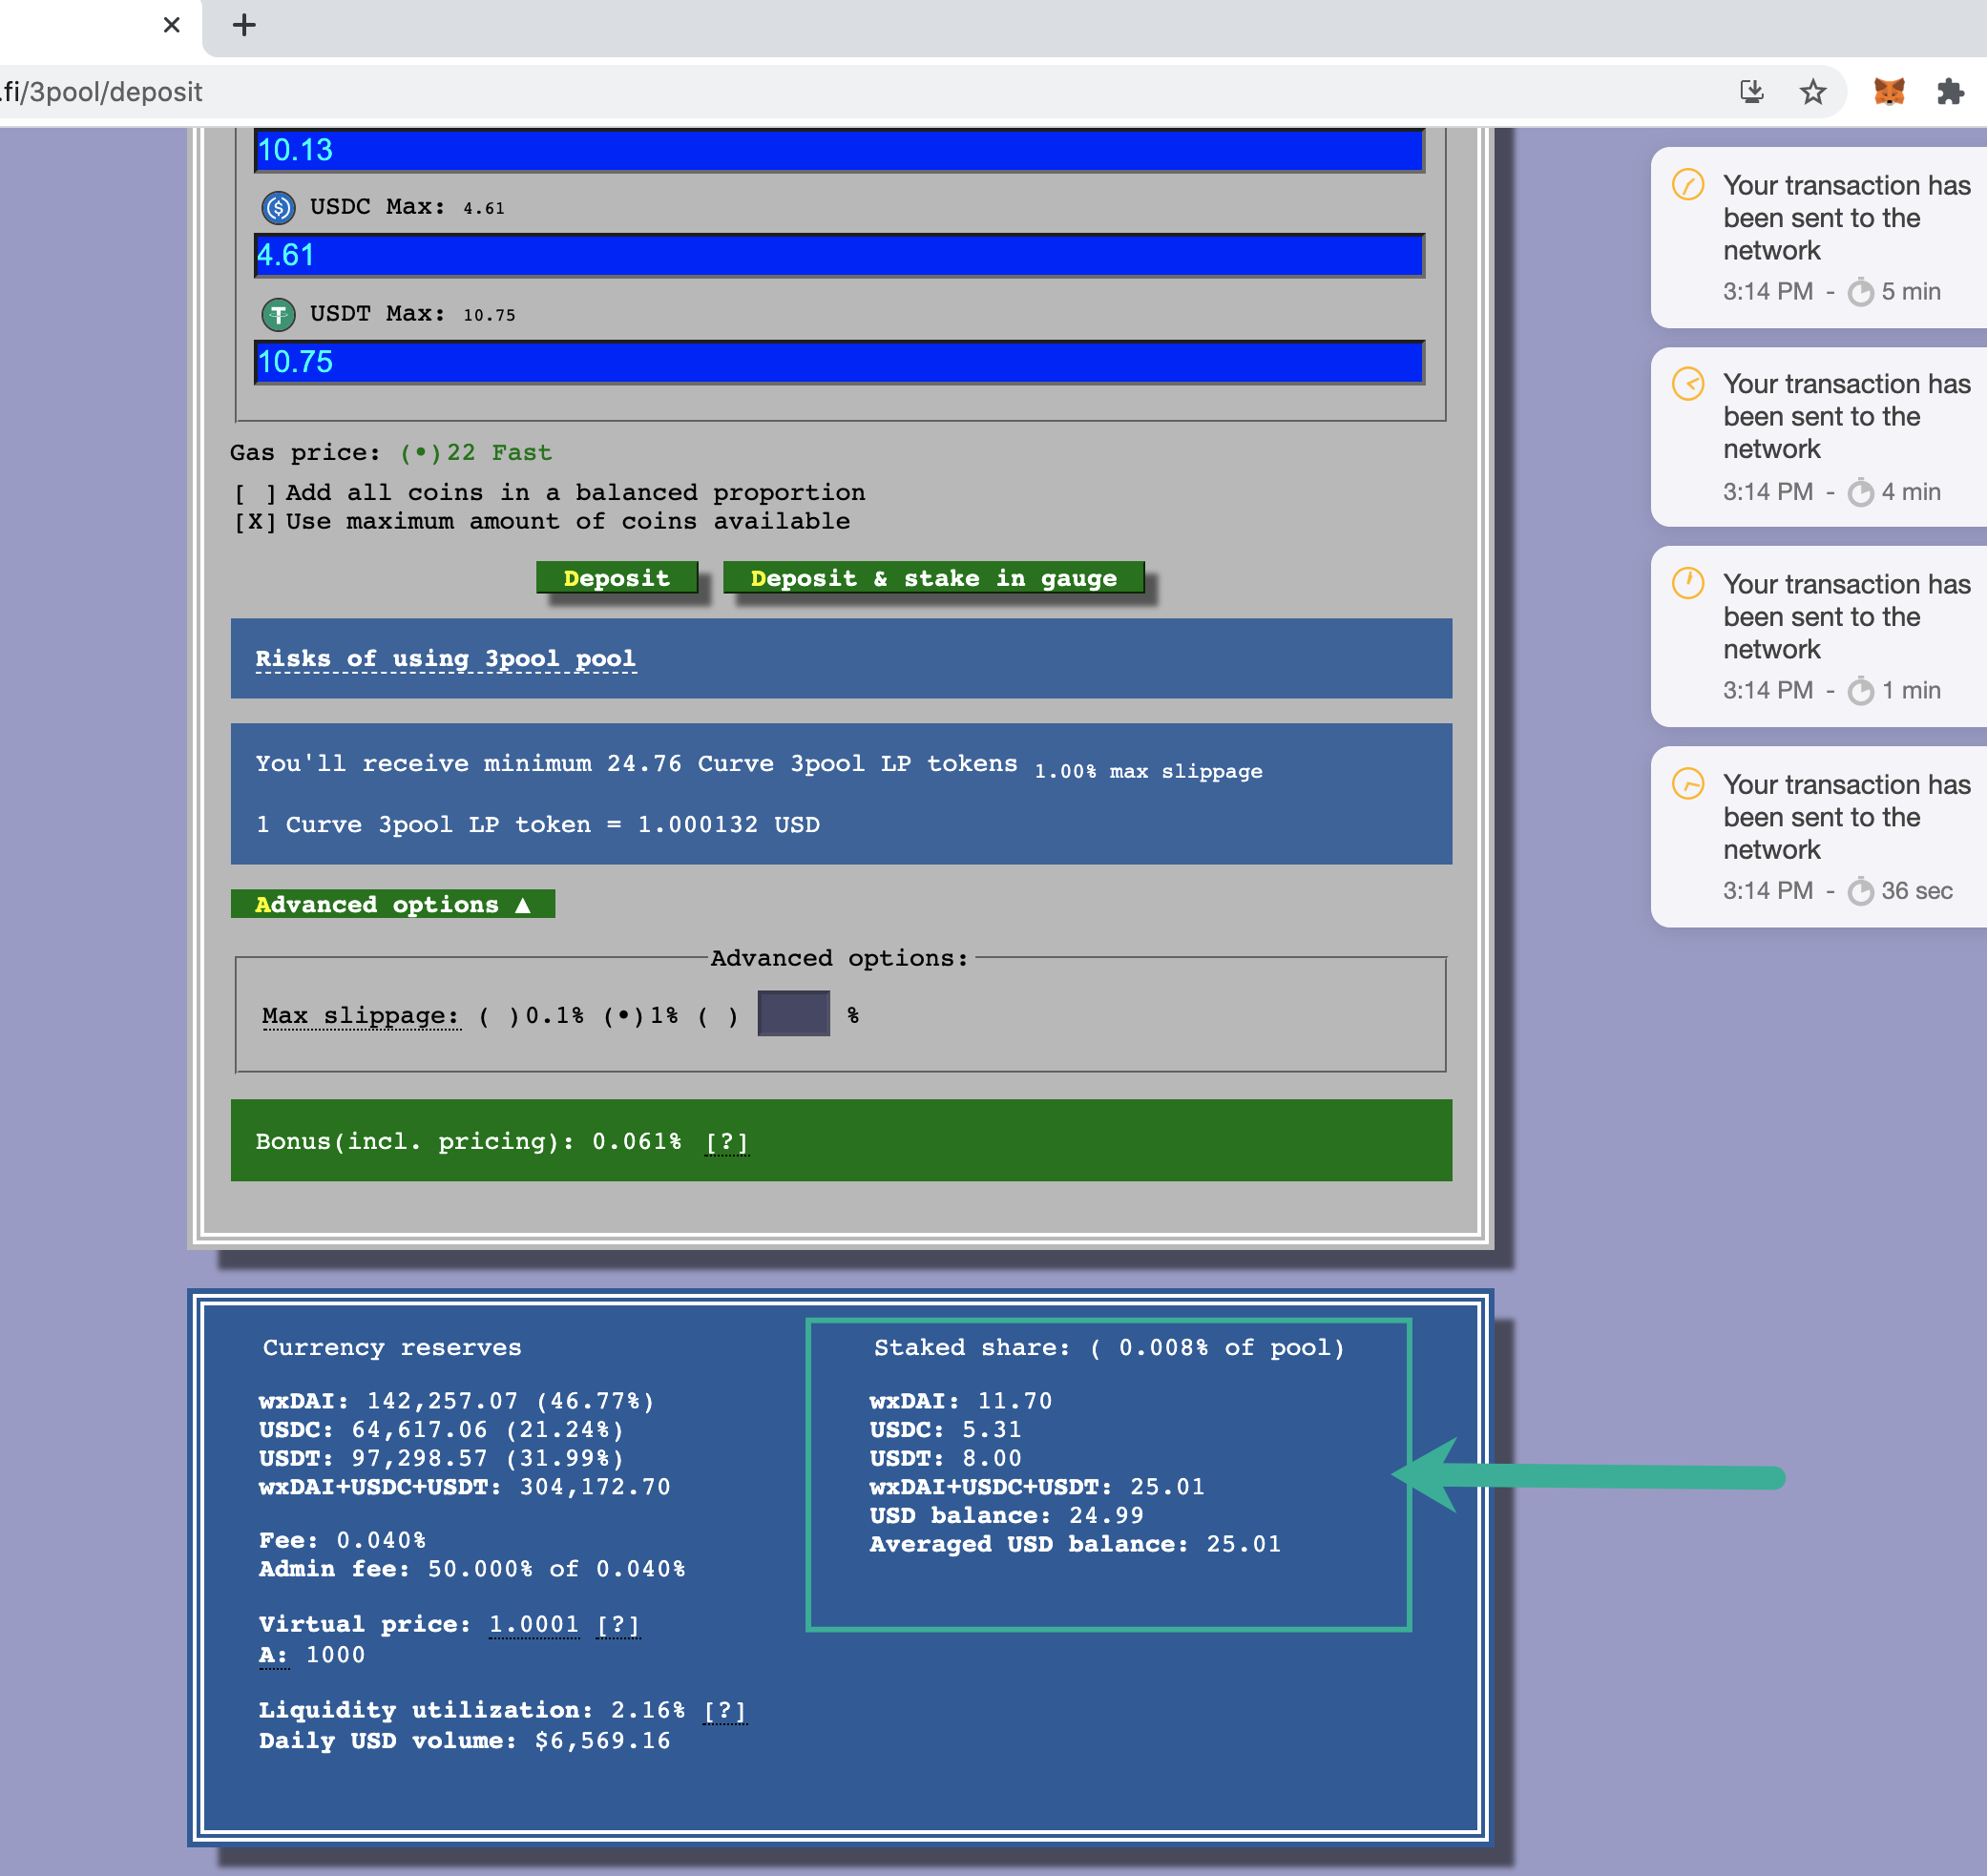 .fi/3pool/deposit
10.13
USDC Max: 4.61
4.61
USDT Max: 10.75
10.75
Gas price: (•)22 Fast
[ ] Add all coins in a balanced proportion
[X] Use maximum amount of coins available
Deposit
Deposit & stake in gauge
Risks of using 3pool pool
You'll receive minimum 24.76 Curve 3pool LP tokens 1.00% max slippage
1 Curve 3pool LP token = 1.000132 USD
Advanced options ▲
Advanced options:
Max slippage: ( )0.1% (•)1% ( ) %
Bonus(incl. pricing): 0.061% [?]
Currency reserves
wxDAI: 142,257.07 (46.77%)
USDC: 64,617.06 (21.24%)
USDT: 97,298.57 (31.99%)
wxDAI+USDC+USDT: 304,172.70
Fee: 0.040%
Admin fee: 50.000% of 0.040%
Virtual price: 1.0001 [?]
A: 1000
Liquidity utilization: 2.16% [?]
Daily USD volume: $6,569.16
Staked share: ( 0.008% of pool)
wxDAI: 11.70
USDC: 5.31
USDT: 8.00
wxDAI+USDC+USDT: 25.01
USD balance: 24.99
Averaged USD balance: 25.01
Your transaction has
been sent to the
network
3:14 PM - 5 min
Your transaction has
been sent to the
network
3:14 PM - 4 min
Your transaction has
been sent to the
network
3:14 PM - 1 min
Your transaction has
been sent to the
network
3:14 PM - 36 sec